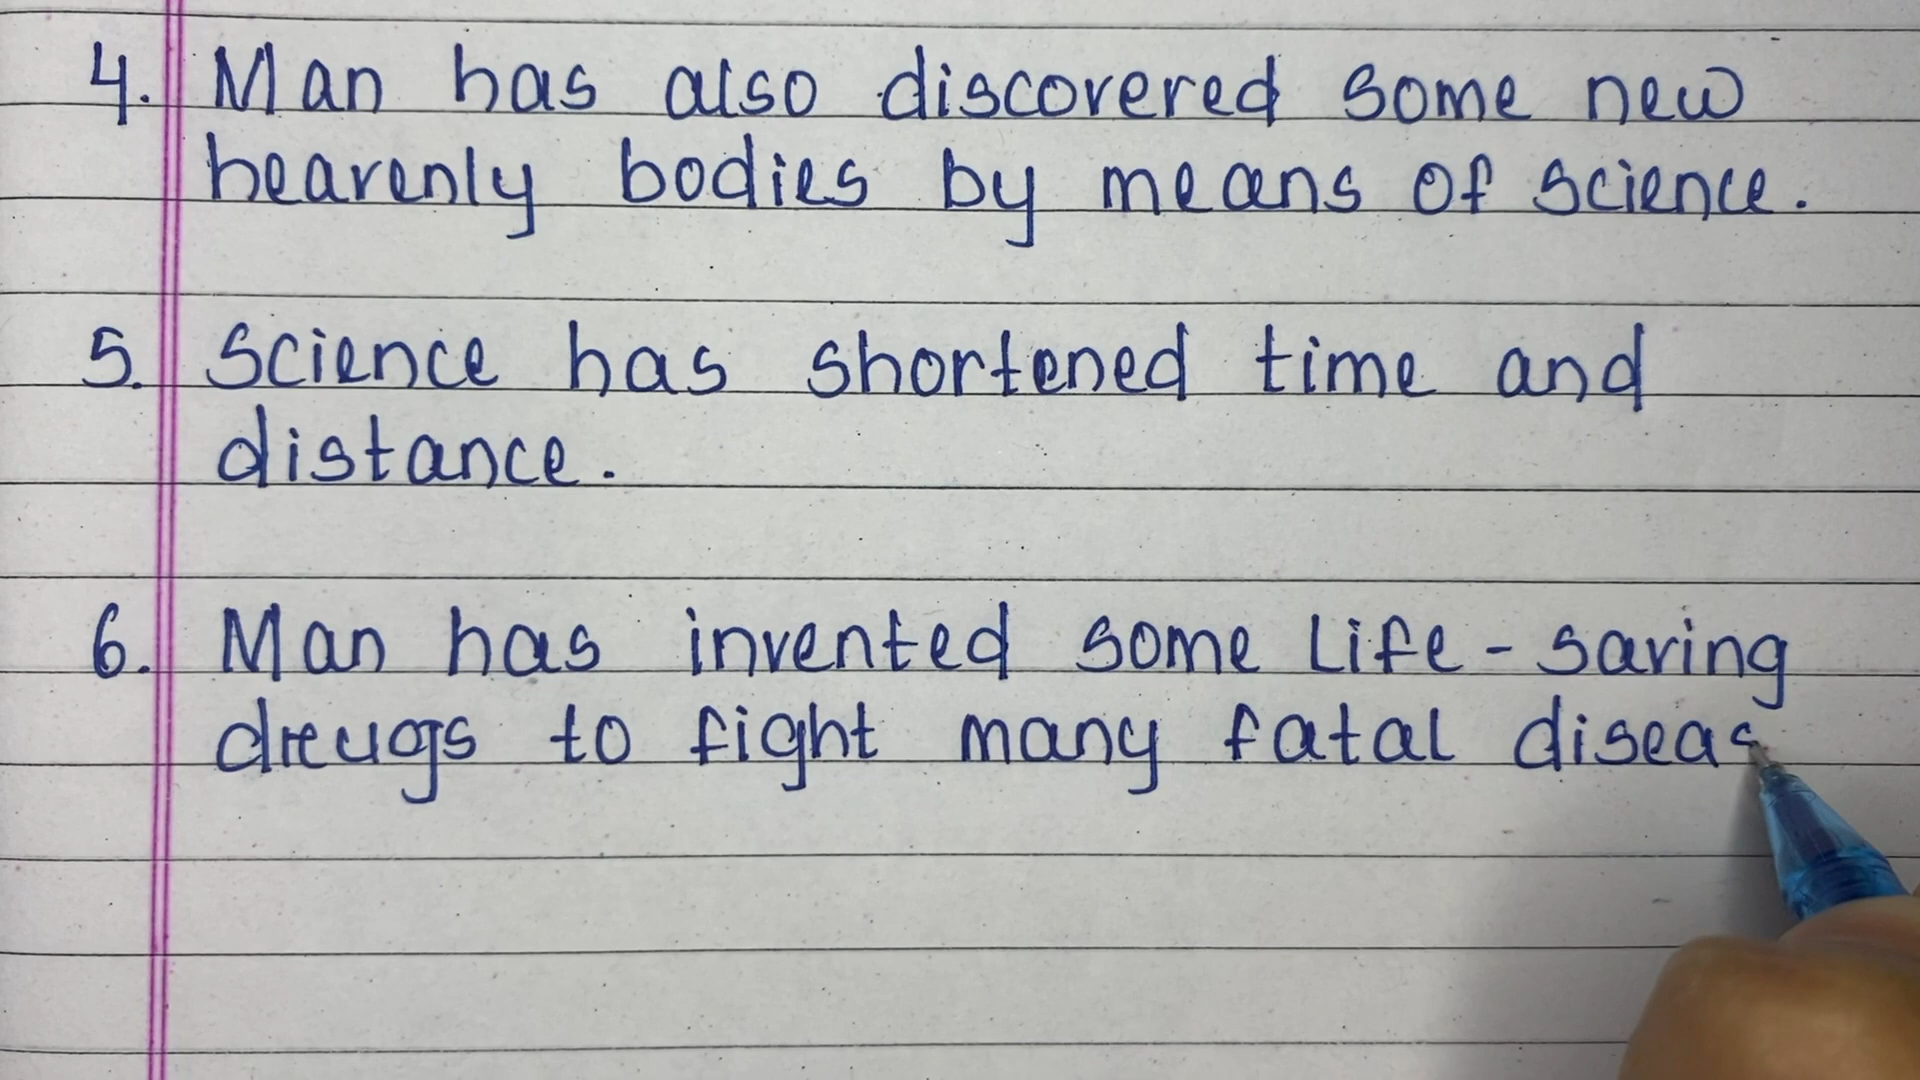 4. Man has also discovered some new
heavenly bodies by means of science.
5. Science has shortened time and
distance.
6. Man has invented some Life-saving
drugs to fight many fatal diseas